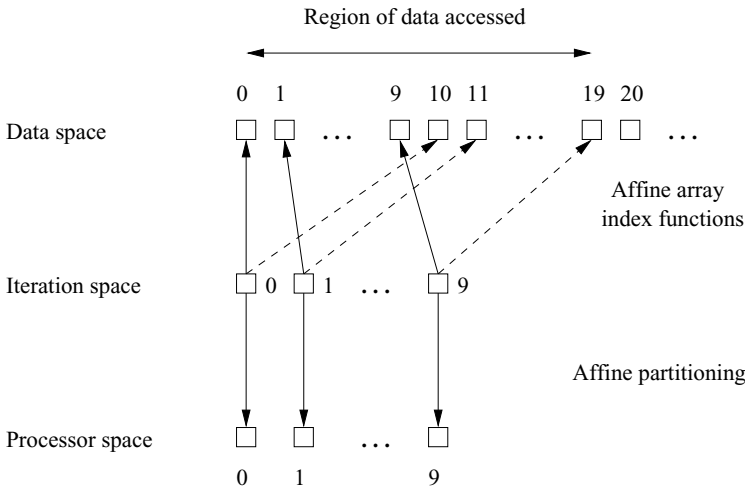 Region of data accessed
0 1 9 10 11 19 20
Data space ... ... ...
Affine array
index functions
Iteration space 0 1 ... 9
Affine partitioning
Processor space ...
0 1 9